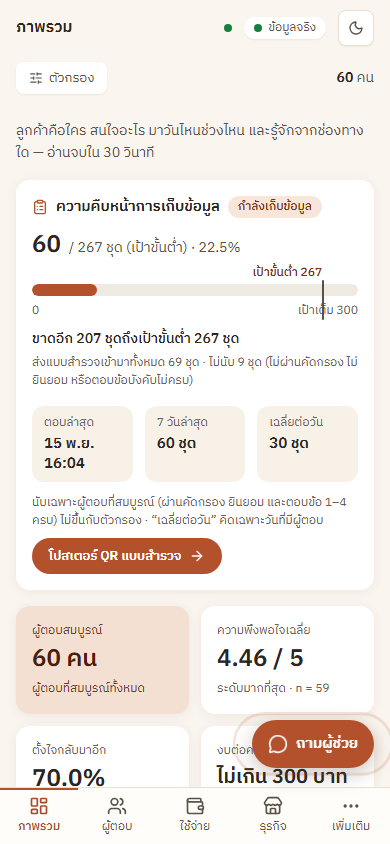 ภาพรวม
ข้อมูลจริง
ตัวกรอง
60 คน
ลูกค้าคือใคร สนใจอะไร มาวันไหนช่วงไหน และรู้จักจากช่องทาง
ใด — อ่านจบใน 30 วินาที
ความคืบหน้าการเก็บข้อมูล
กำลังเก็บข้อมูล
60 / 267 ชุด (เป้าขั้นต่ำ) · 22.5%
เป้าขั้นต่ำ 267
0
เป้าเต็ม 300
ขาดอีก 207 ชุดถึงเป้าขั้นต่ำ 267 ชุด
ส่งแบบสำรวจเข้ามาทั้งหมด 69 ชุด · ไม่นับ 9 ชุด (ไม่ผ่านคัดกรอง ไม่
ยินยอม หรือตอบข้อบังคับไม่ครบ)
ตอบล่าสุด
15 พ.ย.
16:04
7 วันล่าสุด
60 ชุด
เฉลี่ยต่อวัน
30 ชุด
นับเฉพาะผู้ตอบที่สมบูรณ์ (ผ่านคัดกรอง ยินยอม และตอบข้อ 1–4
ครบ) ไม่ขึ้นกับตัวกรอง · “เฉลี่ยต่อวัน” คิดเฉพาะวันที่มีผู้ตอบ
โปสเตอร์ QR แบบสำรวจ
ผู้ตอบสมบูรณ์
60 คน
ผู้ตอบที่สมบูรณ์ทั้งหมด
ความพึงพอใจเฉลี่ย
4.46 / 5
ระดับมากที่สุด · n = 59
ตั้งใจกลับมาอีก
70.0%
ไม่เกิน 300 บาท
ถามผู้ช่วย
ภาพรวม
ผู้ตอบ
ใช้จ่าย
ธุรกิจ
เพิ่มเติม